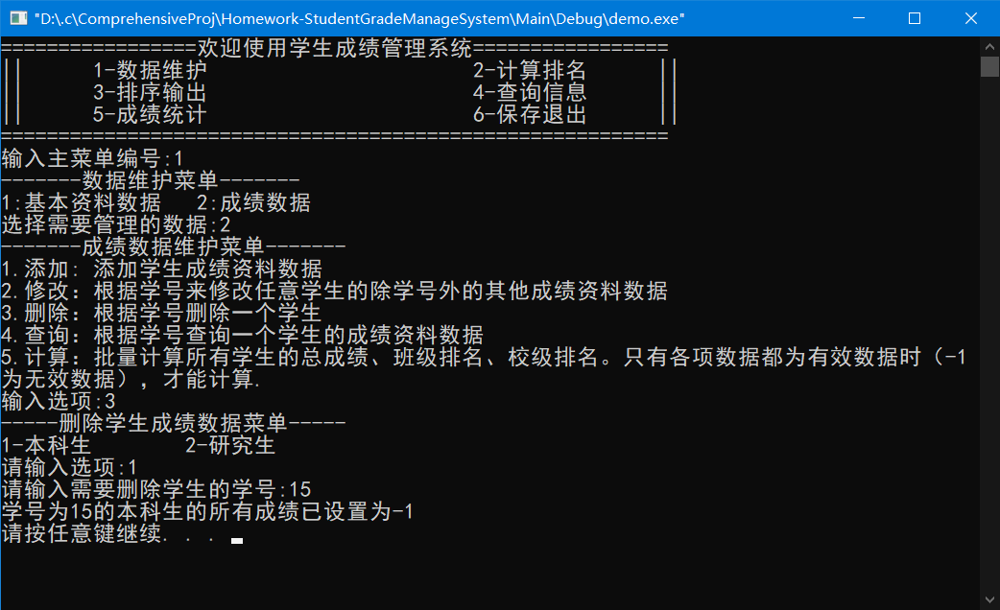 "D:\.c\ComprehensiveProj\Homework-StudentGradeManageSystem\Main\Debug\demo.exe"
=================欢迎使用学生成绩管理系统=================
||      1-数据维护                       2-计算排名      ||
||      3-排序输出                       4-查询信息      ||
||      5-成绩统计                       6-保存退出      ||
==========================================================
输入主菜单编号:1
-------数据维护菜单-------
1:基本资料数据   2:成绩数据
选择需要管理的数据:2
-------成绩数据维护菜单-------
1.添加: 添加学生成绩资料数据
2.修改：根据学号来修改任意学生的除学号外的其他成绩资料数据
3.删除：根据学号删除一个学生
4.查询：根据学号查询一个学生的成绩资料数据
5.计算：批量计算所有学生的总成绩、班级排名、校级排名。只有各项数据都为有效数据时（-1
为无效数据），才能计算.
输入选项:3
-----删除学生成绩数据菜单-----
1-本科生        2-研究生
请输入选项:1
请输入需要删除学生的学号:15
学号为15的本科生的所有成绩已设置为-1
请按任意键继续. . .